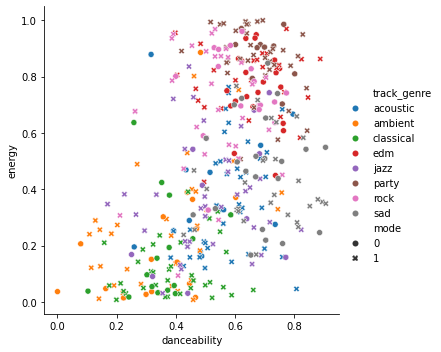 1.0
0.8
0.6
0.4
0.2
0.0
energy
0.0 0.2 0.4 0.6 0.8
danceability
track_genre
acoustic
ambient
classical
edm
jazz
party
rock
sad
mode
0
1